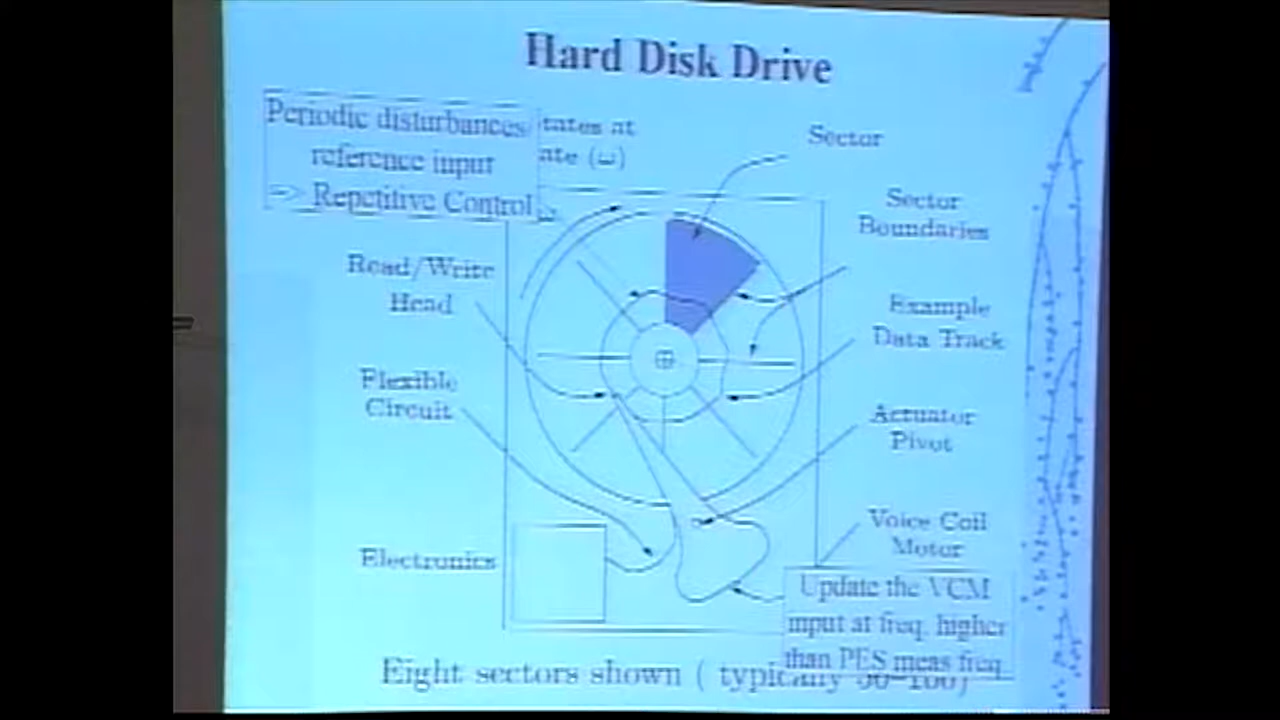 Hard Disk Drive
Periodic disturbances/
reference input
=> Repetitive Control
tates at
ate (ω)
Sector
Sector
Boundaries
Read/Write
Head
Example
Data Track
Flexible
Circuit
Actuator
Pivot
Voice Coil
Motor
Electronics
Update the VCM
input at freq. higher
than PES meas freq.
Eight sectors shown ( typically